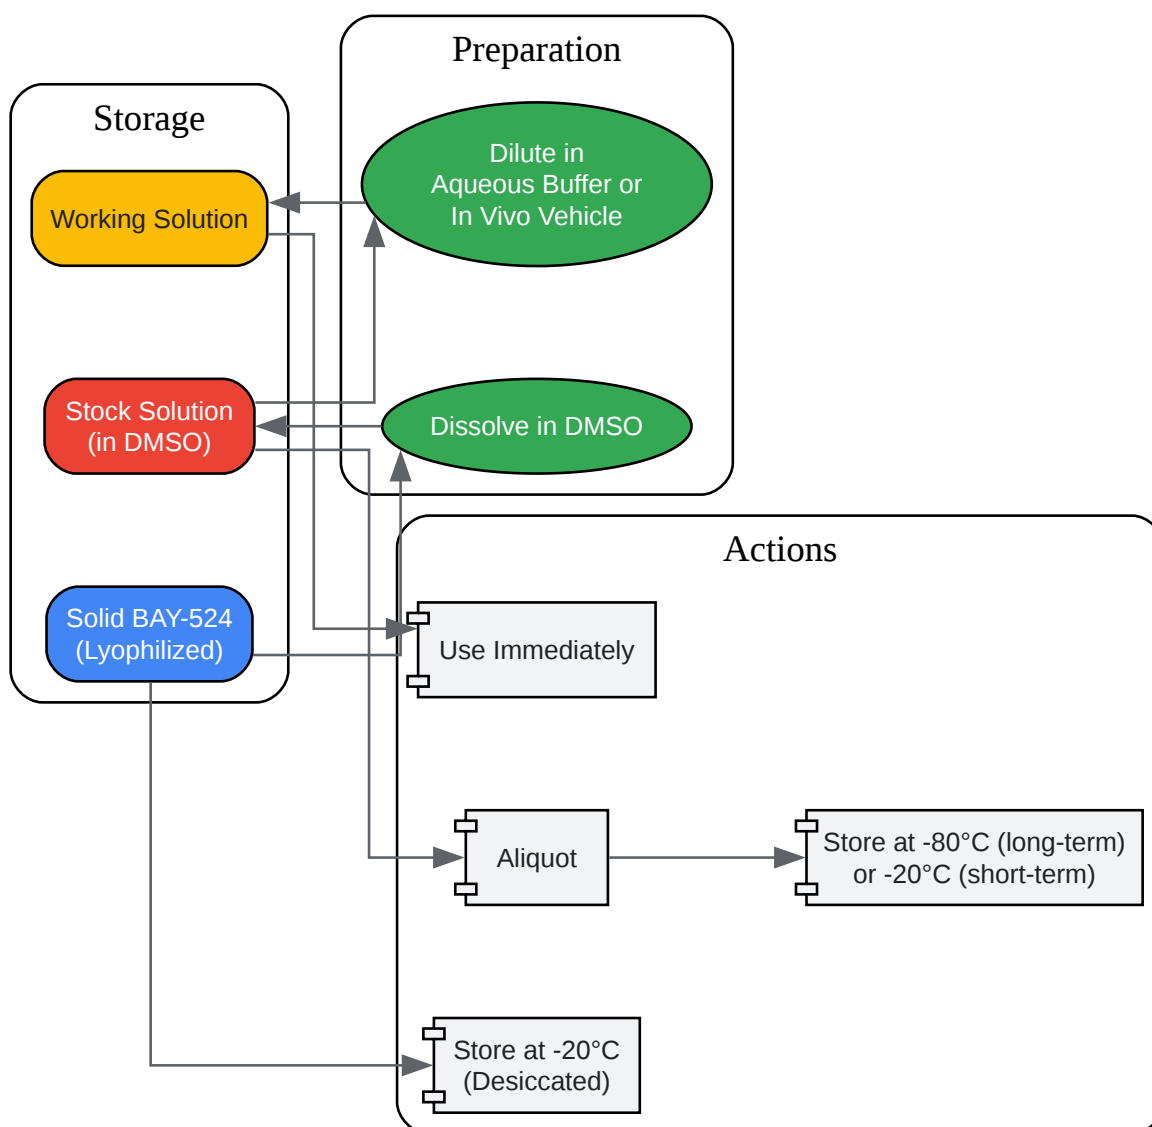 Preparation
Storage
Dilute in
Aqueous Buffer or
In Vivo Vehicle
Working Solution
Stock Solution
(in DMSO)
Dissolve in DMSO
Actions
Solid BAY-524
(Lyophilized)
Use Immediately
Aliquot
Store at -80°C (long-term)
or -20°C (short-term)
Store at -20°C
(Desiccated)